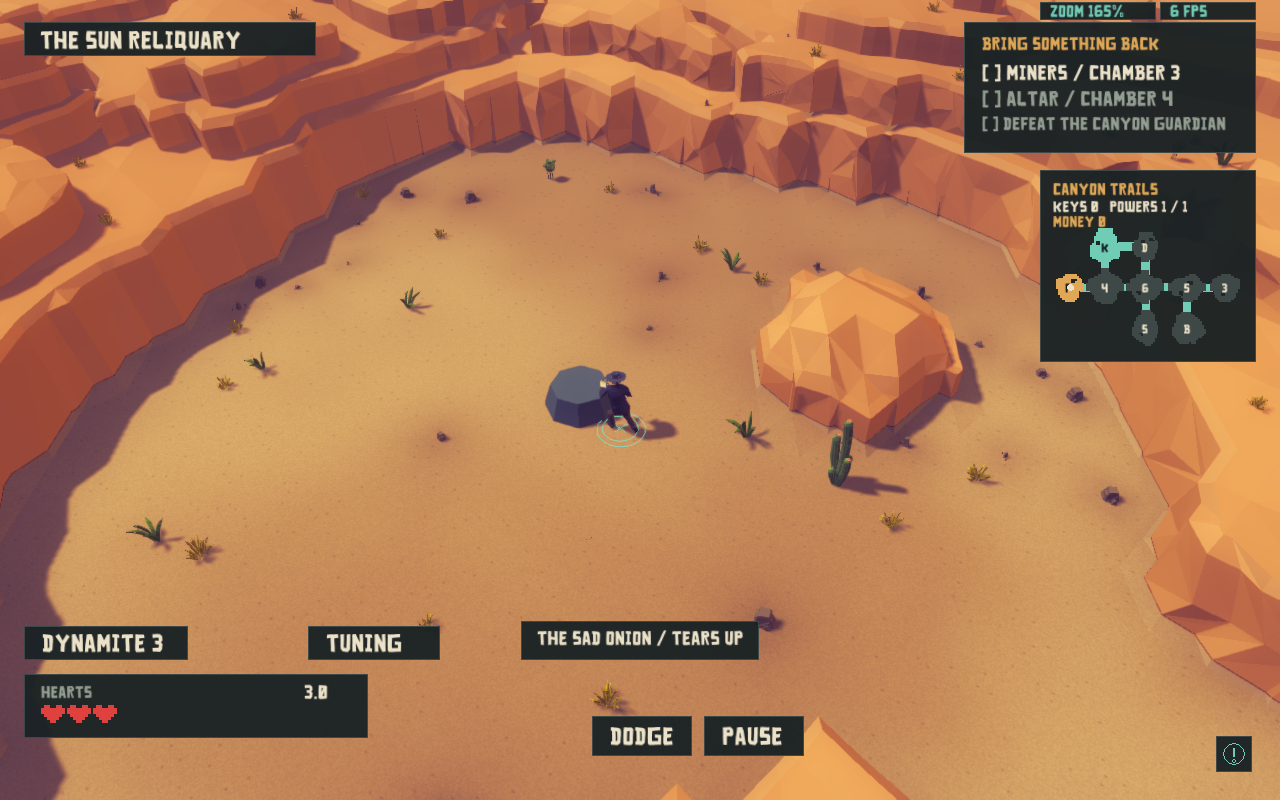 THE SUN RELIQUARY
ZOOM 165%
6 FPS
BRING SOMETHING BACK
[ ] MINERS / CHAMBER 3
[ ] ALTAR / CHAMBER 4
[ ] DEFEAT THE CANYON GUARDIAN
CANYON TRAILS
KEYS 0 POWERS 1 / 1
MONEY 0
K D
4 6 5 3
5 B
DYNAMITE 3
TUNING
THE SAD ONION / TEARS UP
HEARTS 3.0
DODGE
PAUSE
!